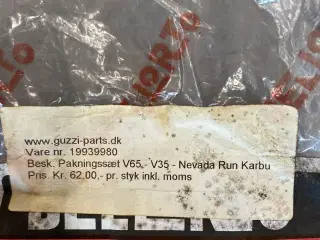 www.guzzi-parts.dk
Vare nr. 19939980
Besk. Pakningssæt V65,- V35 - Nevada Run Karbu
Pris. Kr. 62,00,- pr. styk inkl. moms